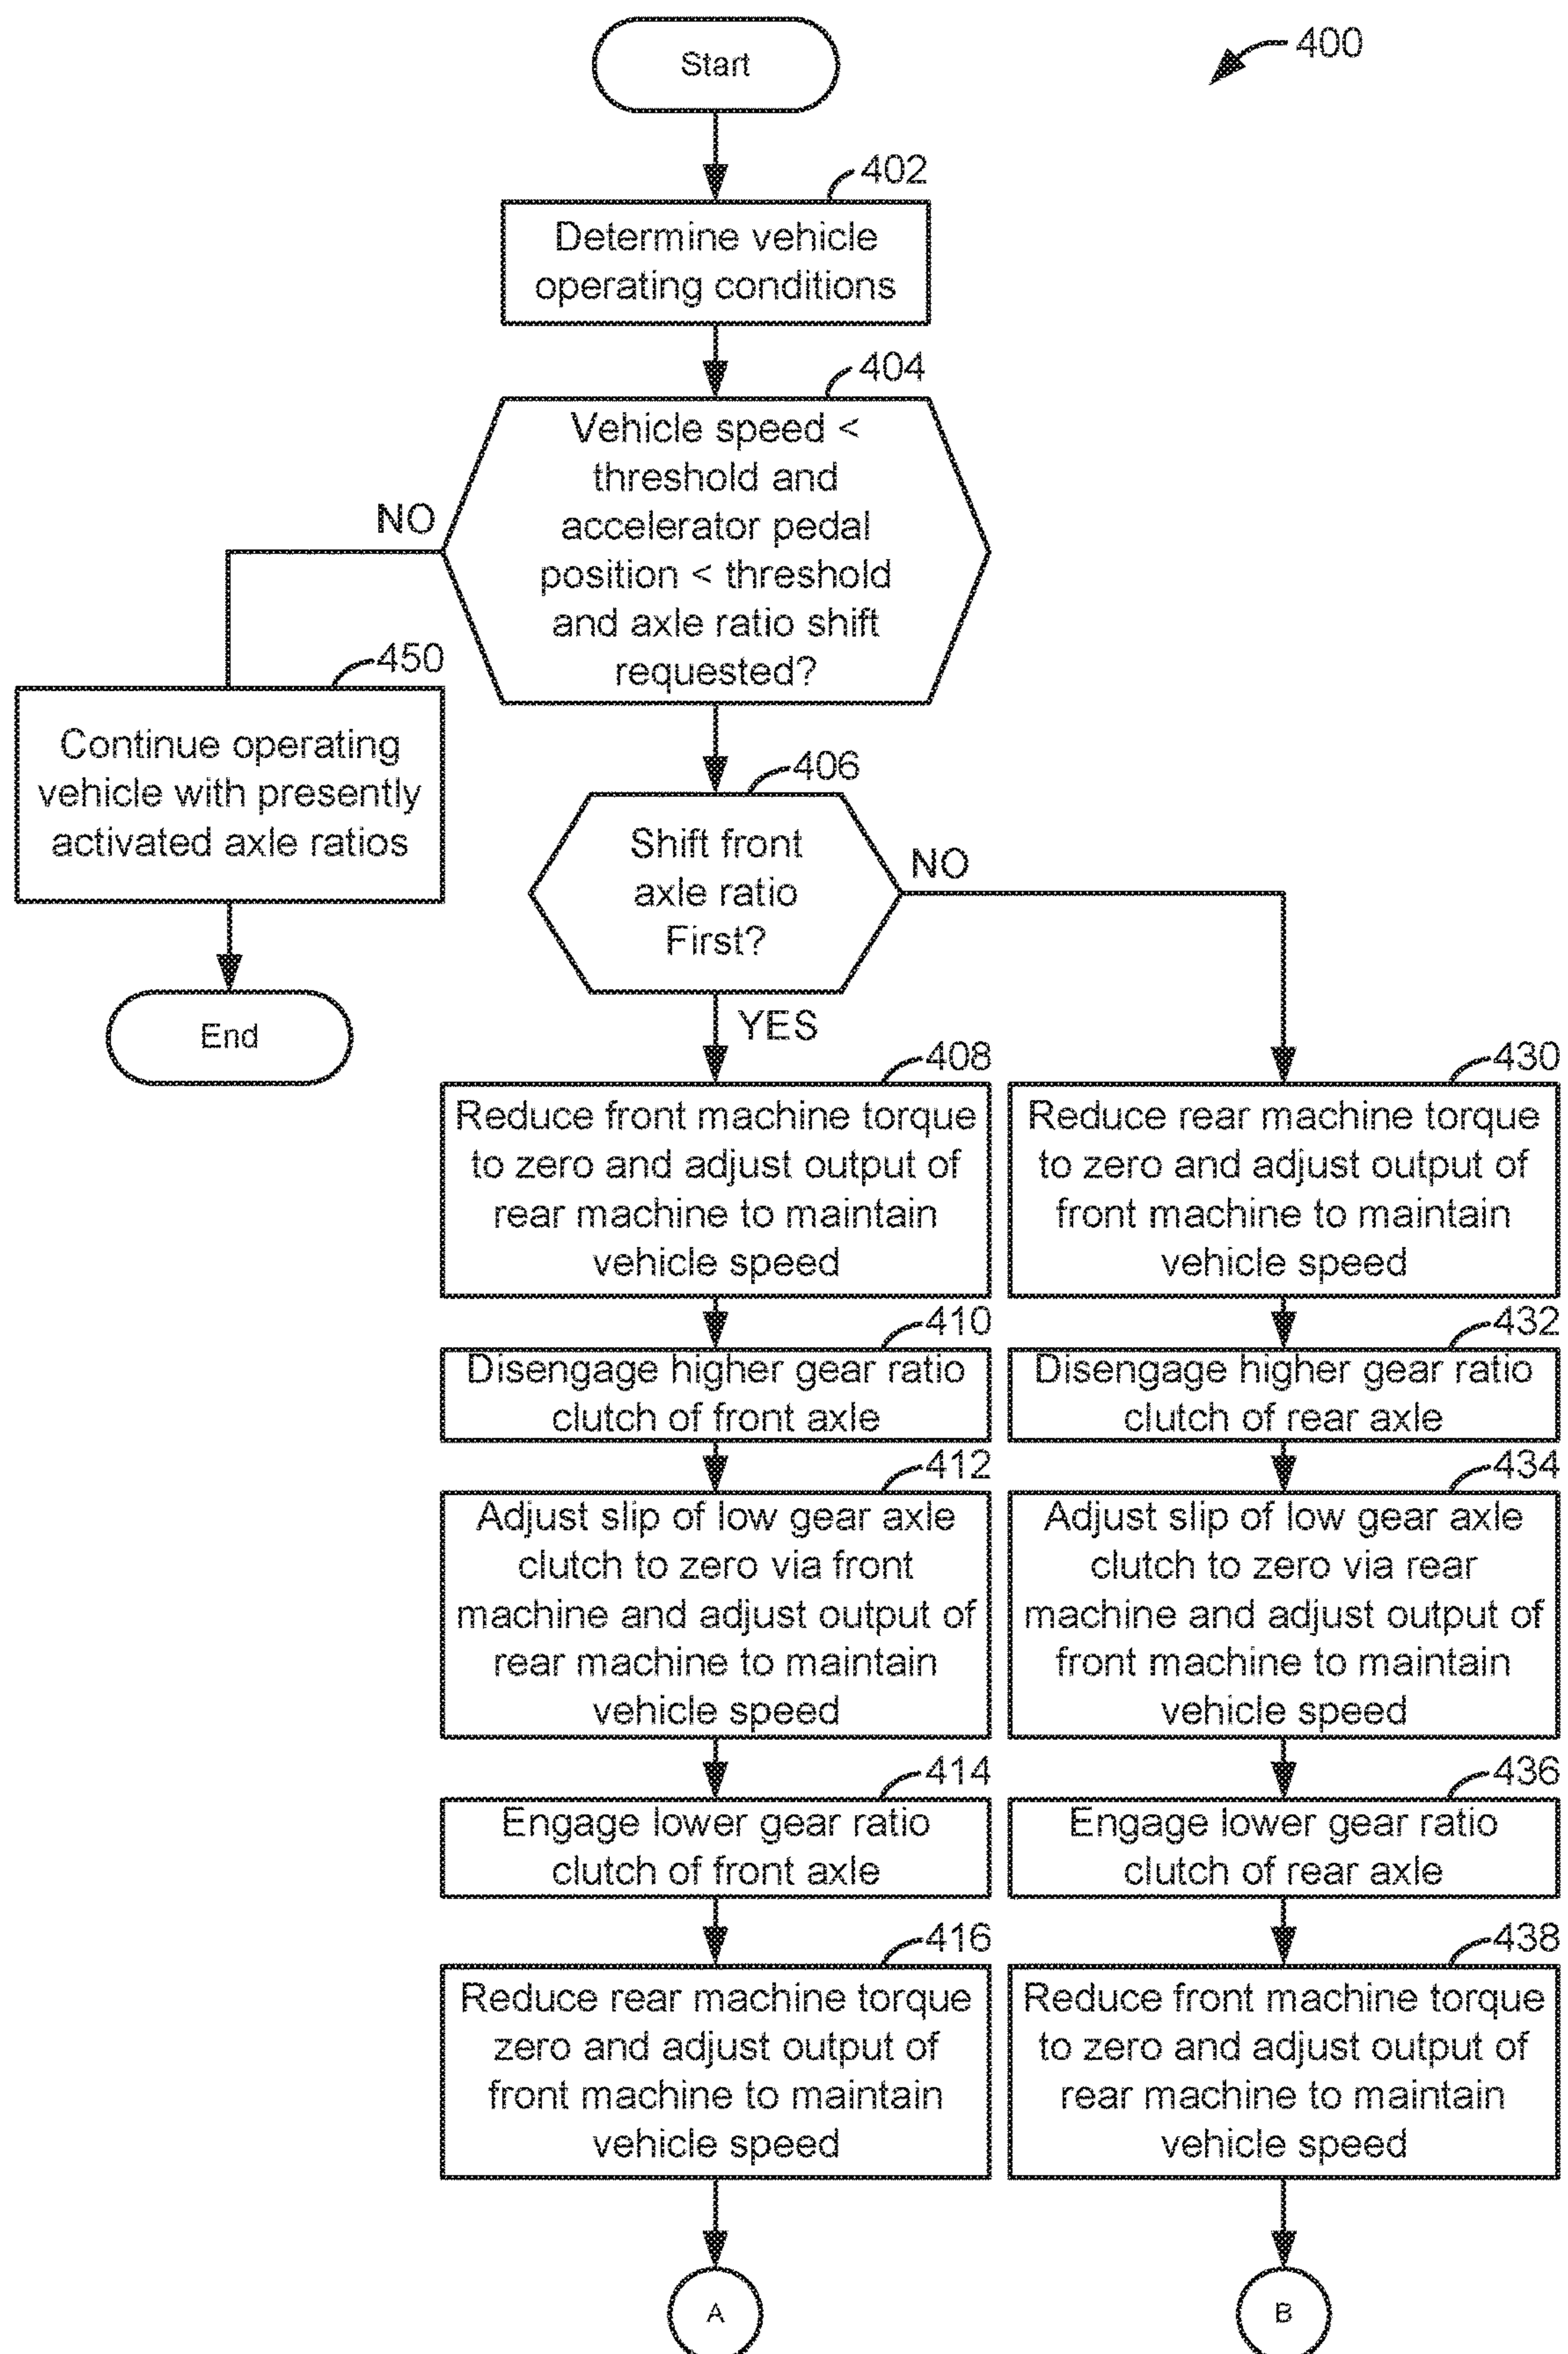 Start
400
402
Determine vehicle
operating conditions
404
Vehicle speed <
threshold and
accelerator pedal
position < threshold
and axle ratio shift
requested?
NO
450
Continue operating
vehicle with presently
activated axle ratios
End
406
Shift front
axle ratio
First?
NO
YES
408
Reduce front machine torque
to zero and adjust output of
rear machine to maintain
vehicle speed
410
Disengage higher gear ratio
clutch of front axle
412
Adjust slip of low gear axle
clutch to zero via front
machine and adjust output of
rear machine to maintain
vehicle speed
414
Engage lower gear ratio
clutch of front axle
416
Reduce rear machine torque
zero and adjust output of
front machine to maintain
vehicle speed
A
430
Reduce rear machine torque
to zero and adjust output of
front machine to maintain
vehicle speed
432
Disengage higher gear ratio
clutch of rear axle
434
Adjust slip of low gear axle
clutch to zero via rear
machine and adjust output of
front machine to maintain
vehicle speed
436
Engage lower gear ratio
clutch of rear axle
438
Reduce front machine torque
to zero and adjust output of
rear machine to maintain
vehicle speed
B